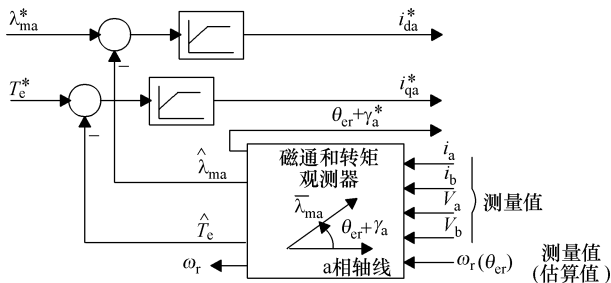 λ*ma
i*da
T*e
i*qa
θer+γ*a
磁通和转矩
观测器
λ̂ma
λ̄ma
θer+γa
T̂e
a相轴线
ωr
ia
ib
Va
Vb
测量值
ωr(θer)
测量值
(估算值)